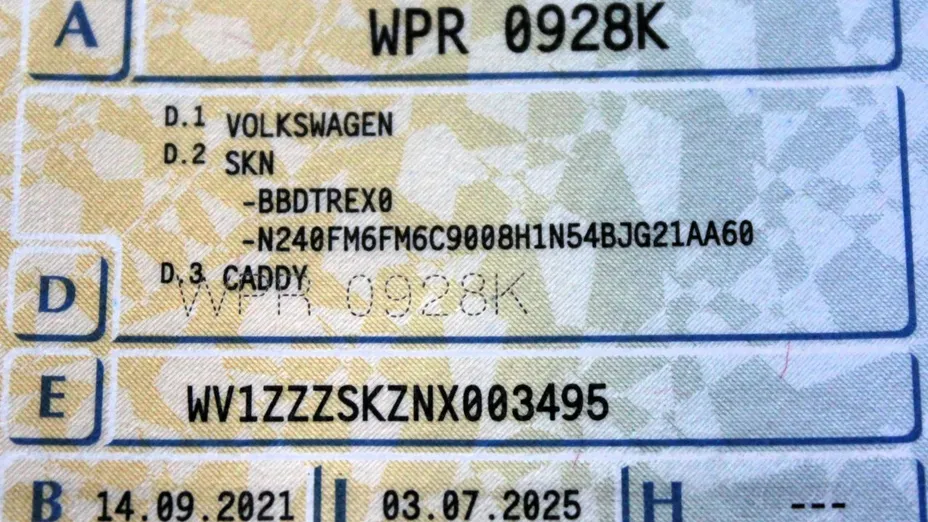 A WPR 0928K
D.1 VOLKSWAGEN
D.2 SKN
-BBDTREX0
-N240FM6FM6C9008H1N54BJG21AA60
D.3 CADDY
D WPR 0928K
E WV1ZZZSKZNX003495
B 14.09.2021 I 03.07.2025 H ---